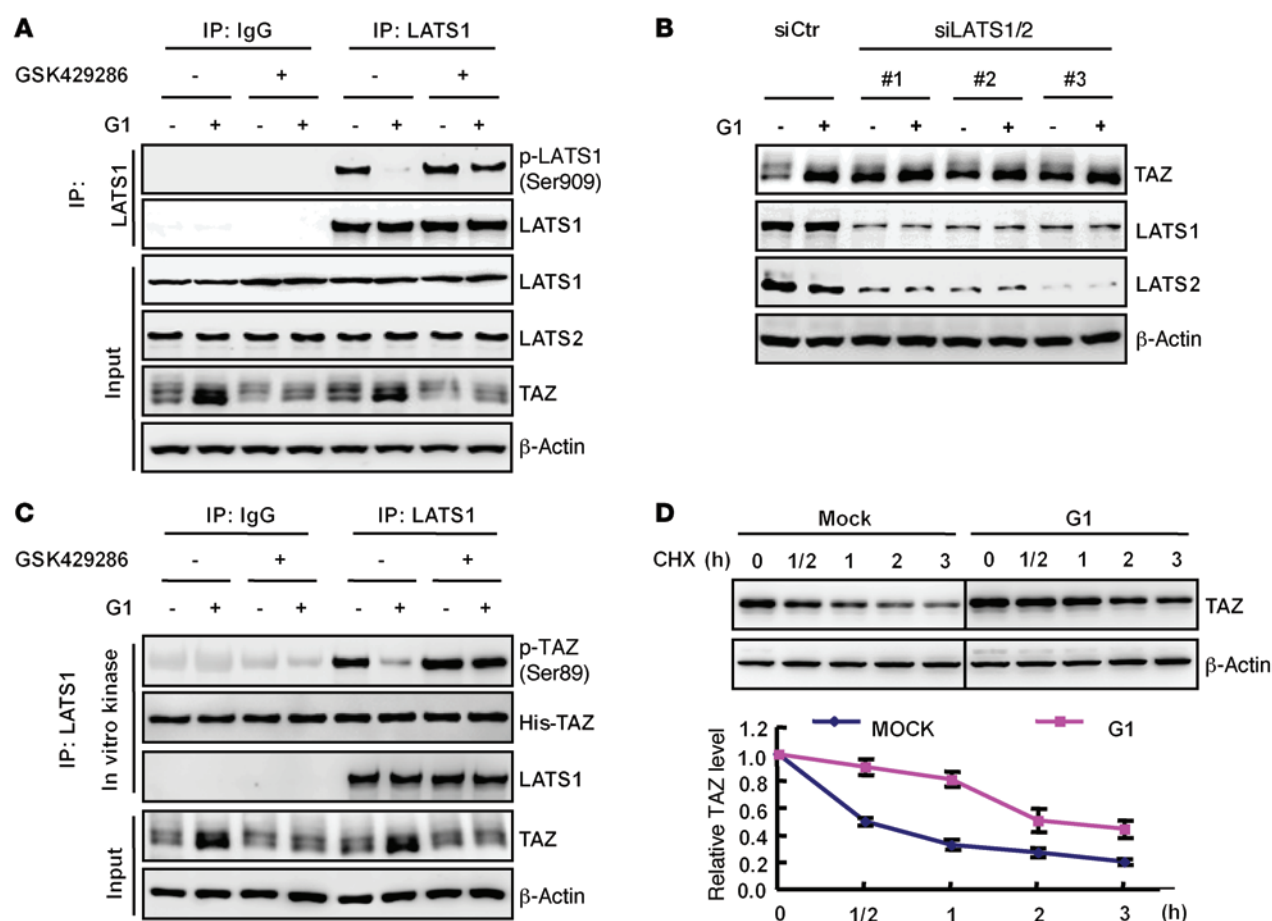 A
IP: IgG IP: LATS1
GSK429286 - + - +
G1 - + - + - + - +
IP: LATS1
p-LATS1 (Ser909)
LATS1
Input
LATS1
LATS2
TAZ
β-Actin
B
siCtr siLATS1/2
#1 #2 #3
G1 - + - + - + - +
TAZ
LATS1
LATS2
β-Actin
C
IP: IgG IP: LATS1
GSK429286 - + - +
G1 - + - + - + - +
IP: LATS1
In vitro kinase
p-TAZ (Ser89)
His-TAZ
LATS1
Input
TAZ
β-Actin
D
Mock G1
CHX (h) 0 1/2 1 2 3 0 1/2 1 2 3
TAZ
β-Actin
MOCK G1
Relative TAZ level
1.2
1.0
0.8
0.6
0.4
0.2
0.0
0 1/2 1 2 3 (h)